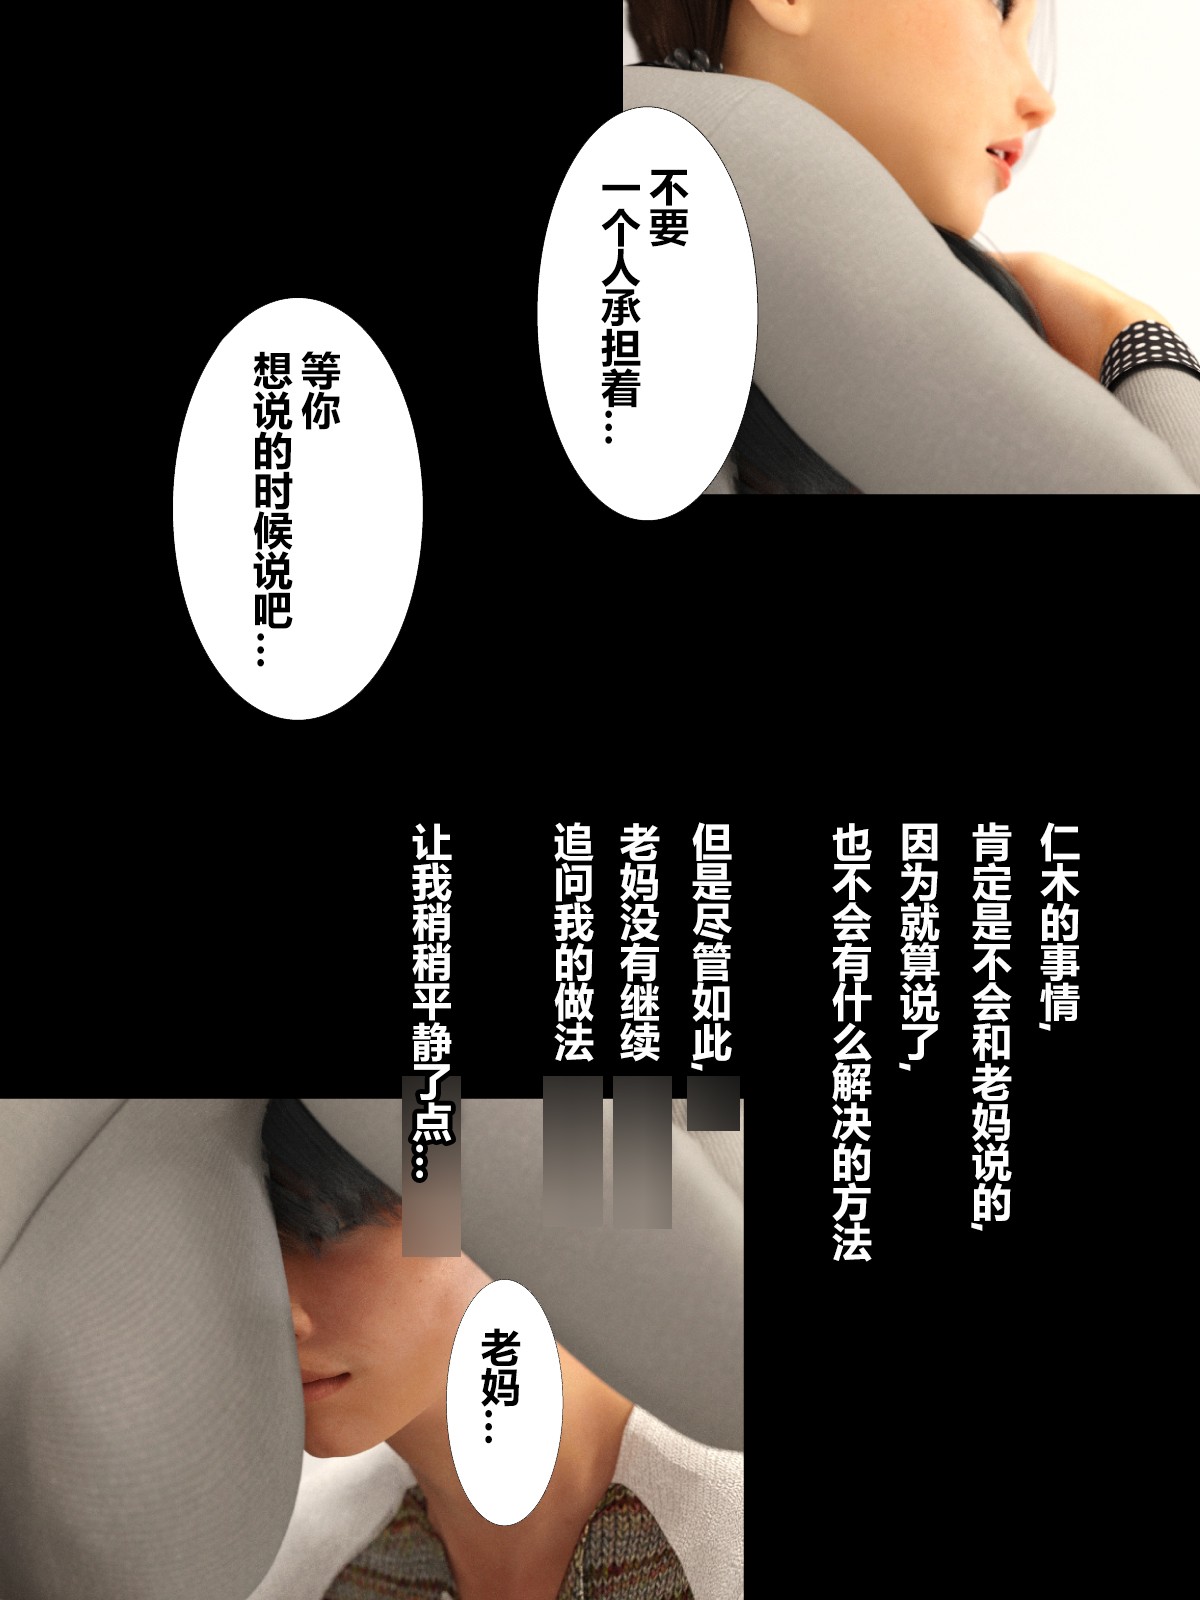 不要
一个人承担着…
等你
想说的时候说吧…
仁木的事情,
肯定是不会和老妈说的,
因为就算说了,
也不会有什么解决的方法
但是尽管如此,
老妈没有继续
追问我的做法
让我稍稍平静了点…
老妈…